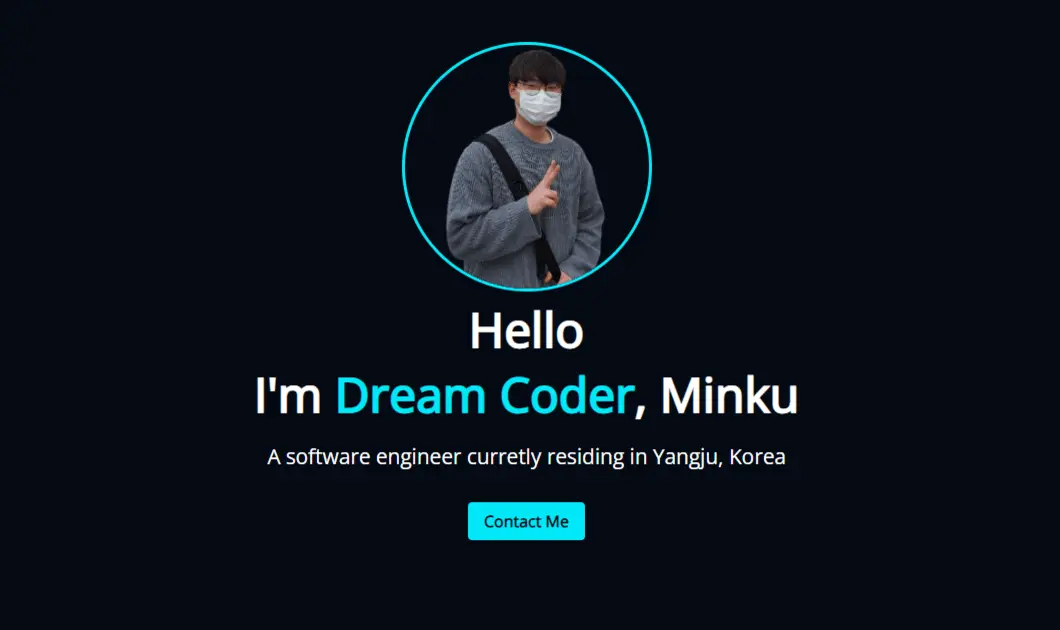 Hello
I'm Dream Coder, Minku
A software engineer curretly residing in Yangju, Korea
Contact Me